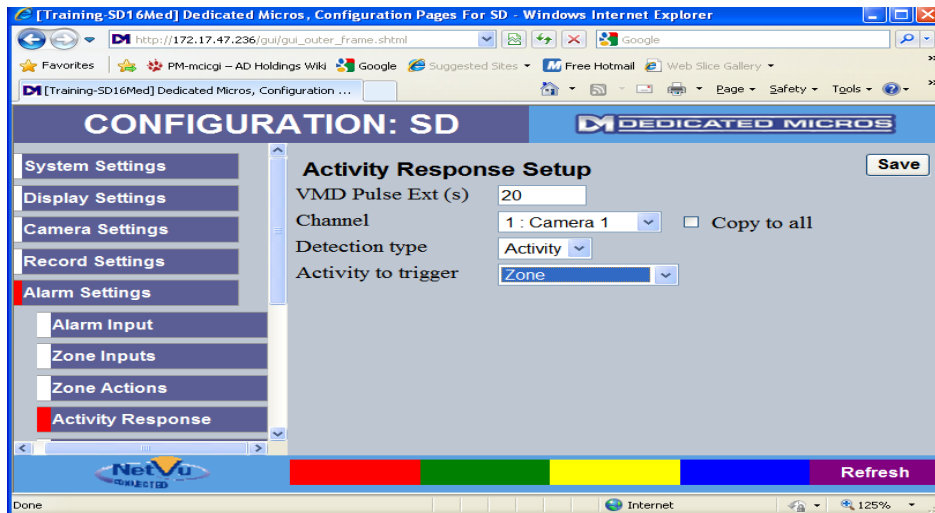 [Training-SD16Med] Dedicated Micros, Configuration Pages For SD - Windows Internet Explorer
http://172.17.47.236/gui/gui_outer_frame.shtml
Google
Favorites PM-mcicgi – AD Holdings Wiki Google Suggested Sites Free Hotmail Web Slice Gallery
[Training-SD16Med] Dedicated Micros, Configuration ...
Page Safety Tools
CONFIGURATION: SD
DEDICATED MICROS
System Settings
Display Settings
Camera Settings
Record Settings
Alarm Settings
Alarm Input
Zone Inputs
Zone Actions
Activity Response
Activity Response Setup
Save
VMD Pulse Ext (s) 20
Channel 1 : Camera 1 Copy to all
Detection type Activity
Activity to trigger Zone
NetVu
CONNECTED
Refresh
Done Internet 125%